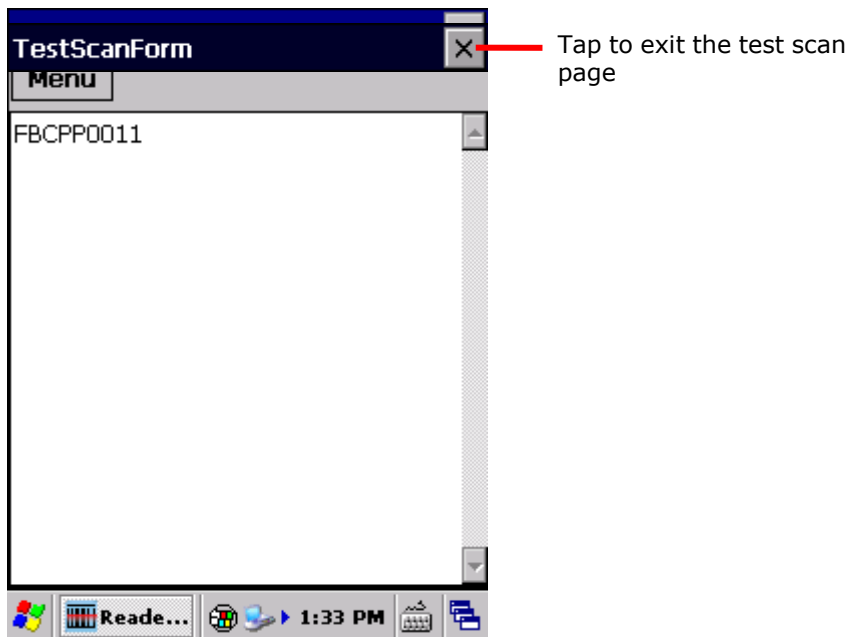 TestScanForm
Tap to exit the test scan
page
Menu
FBCPP0011
Reade...
1:33 PM